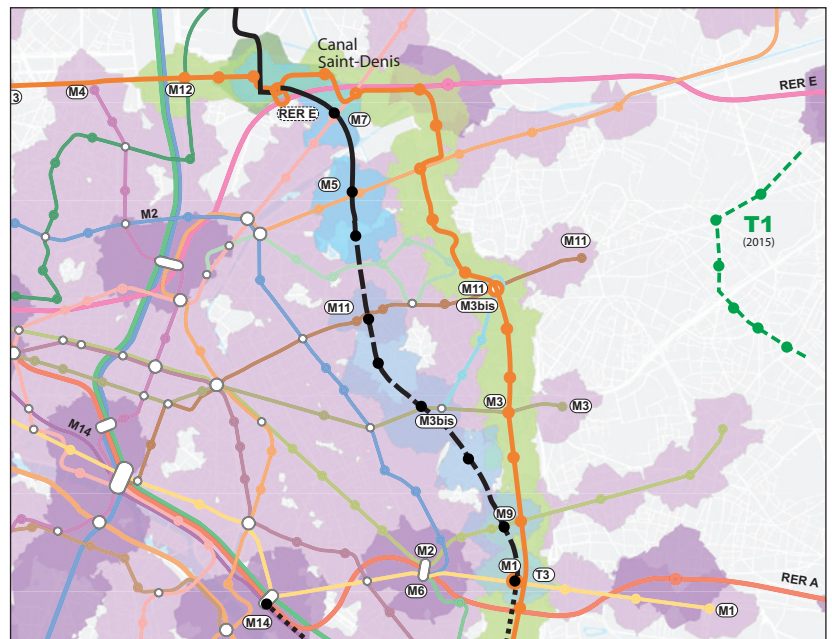 Canal
Saint-Denis
RER E
3
M4
M12
RER E
M7
M5
M2
T1
(2015)
M11
M11
M11
M3bis
M3
M3
M3bis
M14
M9
M2
M1
T3
M6
RER A
M14
M1